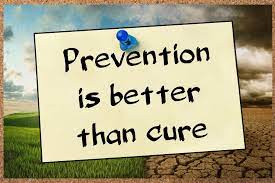 Prevention
is better
than cure